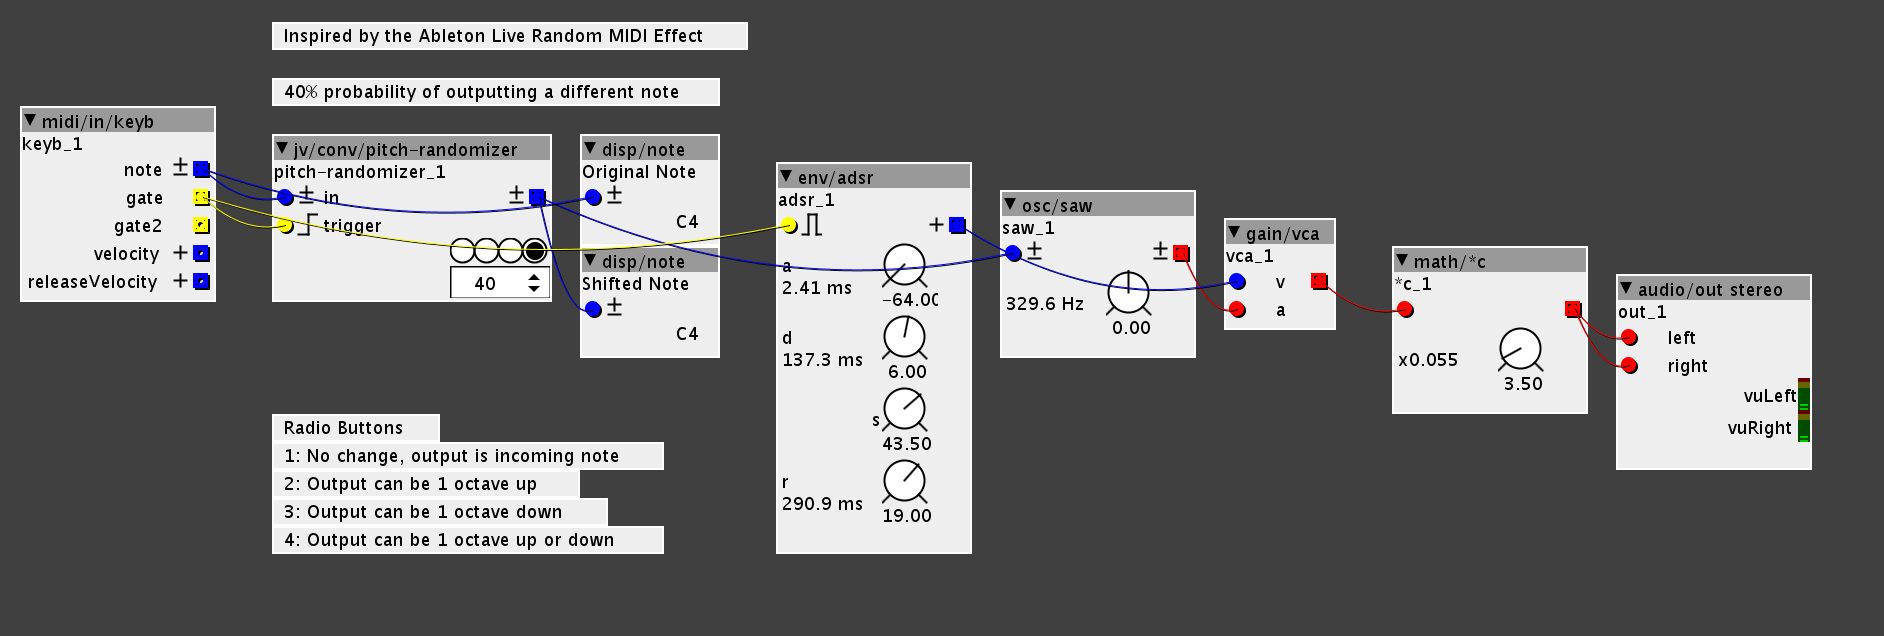 Inspired by the Ableton Live Random MIDI Effect
40% probability of outputting a different note
midi/in/keyb
keyb_1
note ±
gate
gate2
velocity +
releaseVelocity +
jv/conv/pitch-randomizer
pitch-randomizer_1
± in ±
trigger
40
disp/note
Original Note
±
C4
disp/note
Shifted Note
±
C4
Radio Buttons
1: No change, output is incoming note
2: Output can be 1 octave up
3: Output can be 1 octave down
4: Output can be 1 octave up or down
env/adsr
adsr_1
+
a
2.41 ms
-64.00
d
137.3 ms
6.00
s
43.50
r
290.9 ms
19.00
osc/saw
saw_1
± ±
329.6 Hz
0.00
gain/vca
vca_1
v
a
math/*c
*c_1
x0.055
3.50
audio/out stereo
out_1
left
right
vuLeft
vuRight